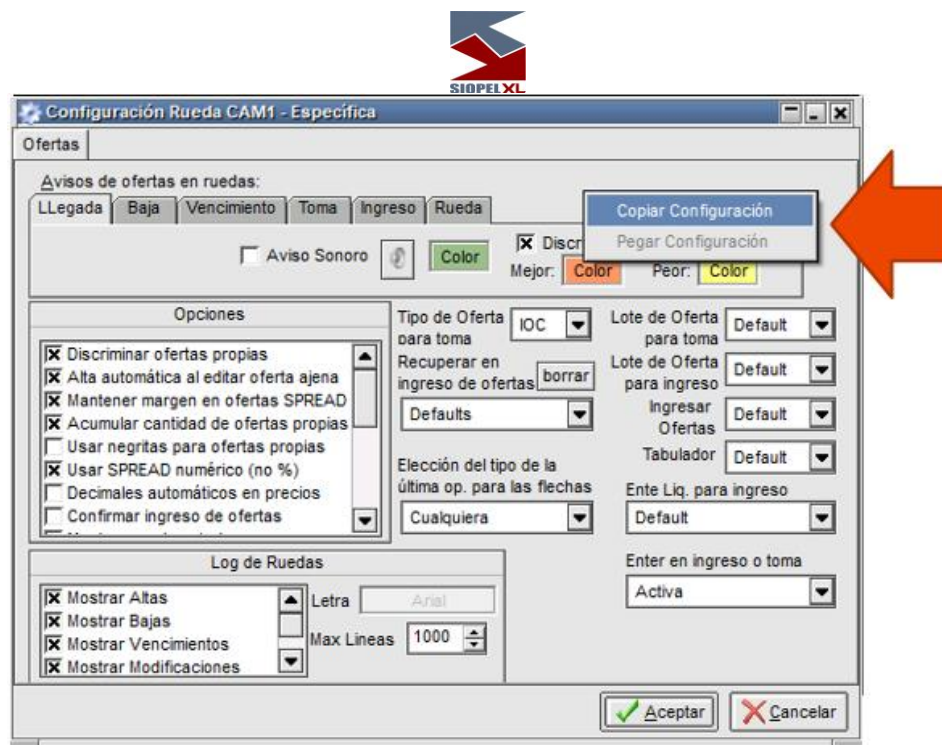 SIOPELXL
Configuración Rueda CAM1 - Específica
Ofertas
Avisos de ofertas en ruedas:
LLegada Baja Vencimiento Toma Ingreso Rueda
Copiar Configuración
Pegar Configuración
Aviso Sonoro Color Discr
Mejor: Color Peor: Color
Opciones
Discriminar ofertas propias
Alta automática al editar oferta ajena
Mantener margen en ofertas SPREAD
Acumular cantidad de ofertas propias
Usar negritas para ofertas propias
Usar SPREAD numérico (no %)
Decimales automáticos en precios
Confirmar ingreso de ofertas
Tipo de Oferta
para toma
IOC
Recuperar en
ingreso de ofertas
borrar
Defaults
Elección del tipo de la
última op. para las flechas
Cualquiera
Lote de Oferta
para toma
Default
Lote de Oferta
para ingreso
Default
Ingresar
Ofertas
Default
Tabulador
Default
Ente Liq. para ingreso
Default
Enter en ingreso o toma
Activa
Log de Ruedas
Mostrar Altas
Mostrar Bajas
Mostrar Vencimientos
Mostrar Modificaciones
Letra Arial
Max Lineas 1000
Aceptar Cancelar